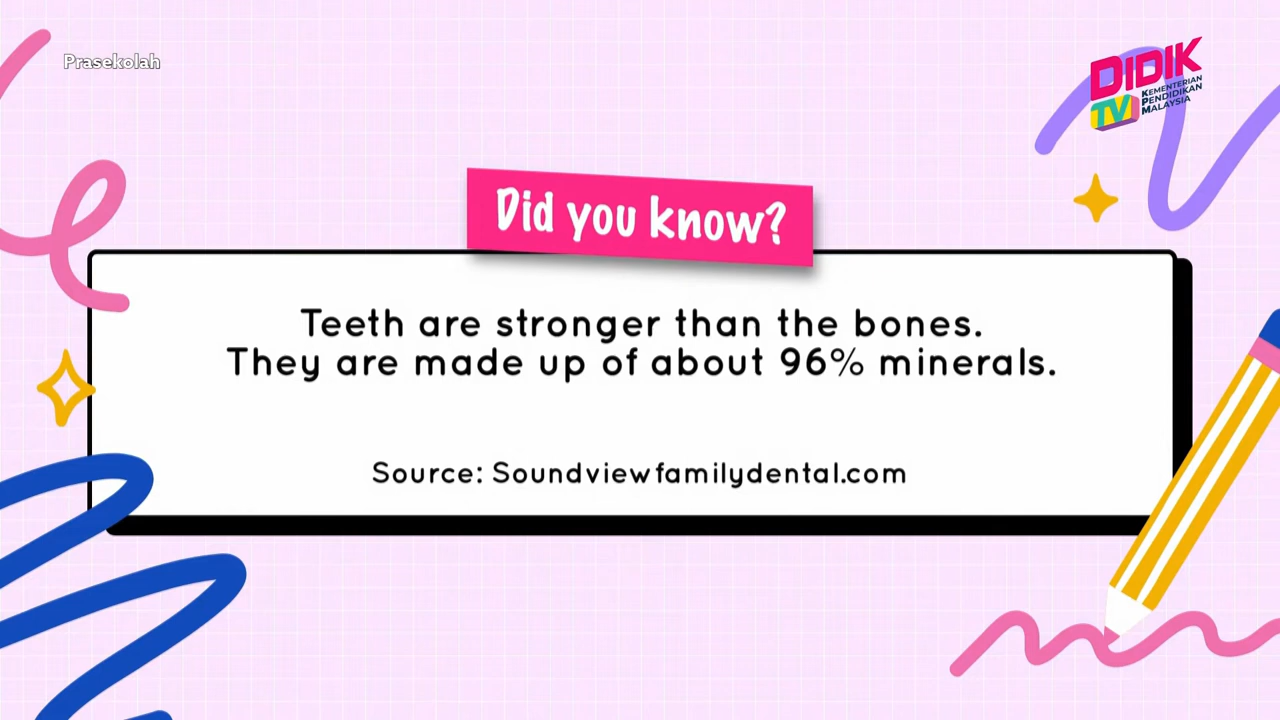 Prasekolah
DIDIK
TV
KEMENTERIAN
PENDIDIKAN
MALAYSIA
Did you know?
Teeth are stronger than the bones.
They are made up of about 96% minerals.
Source: Soundviewfamilydental.com